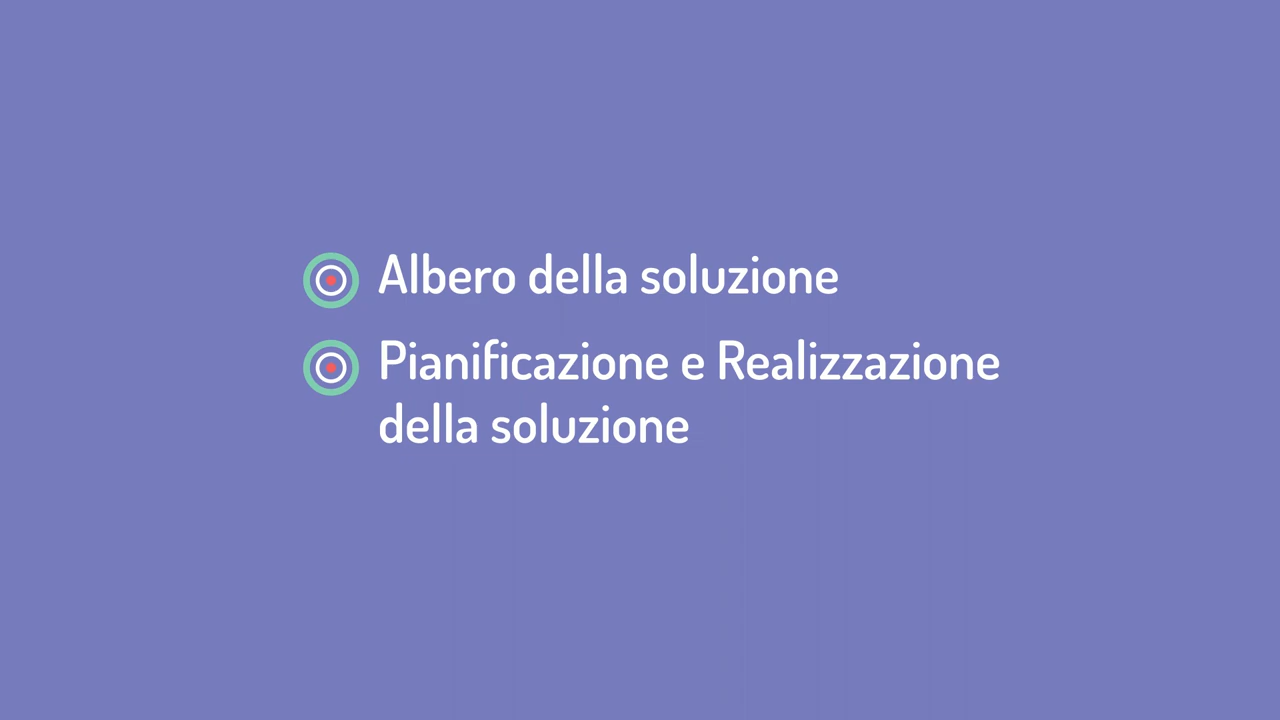 Albero della soluzione
Pianificazione e Realizzazione
della soluzione